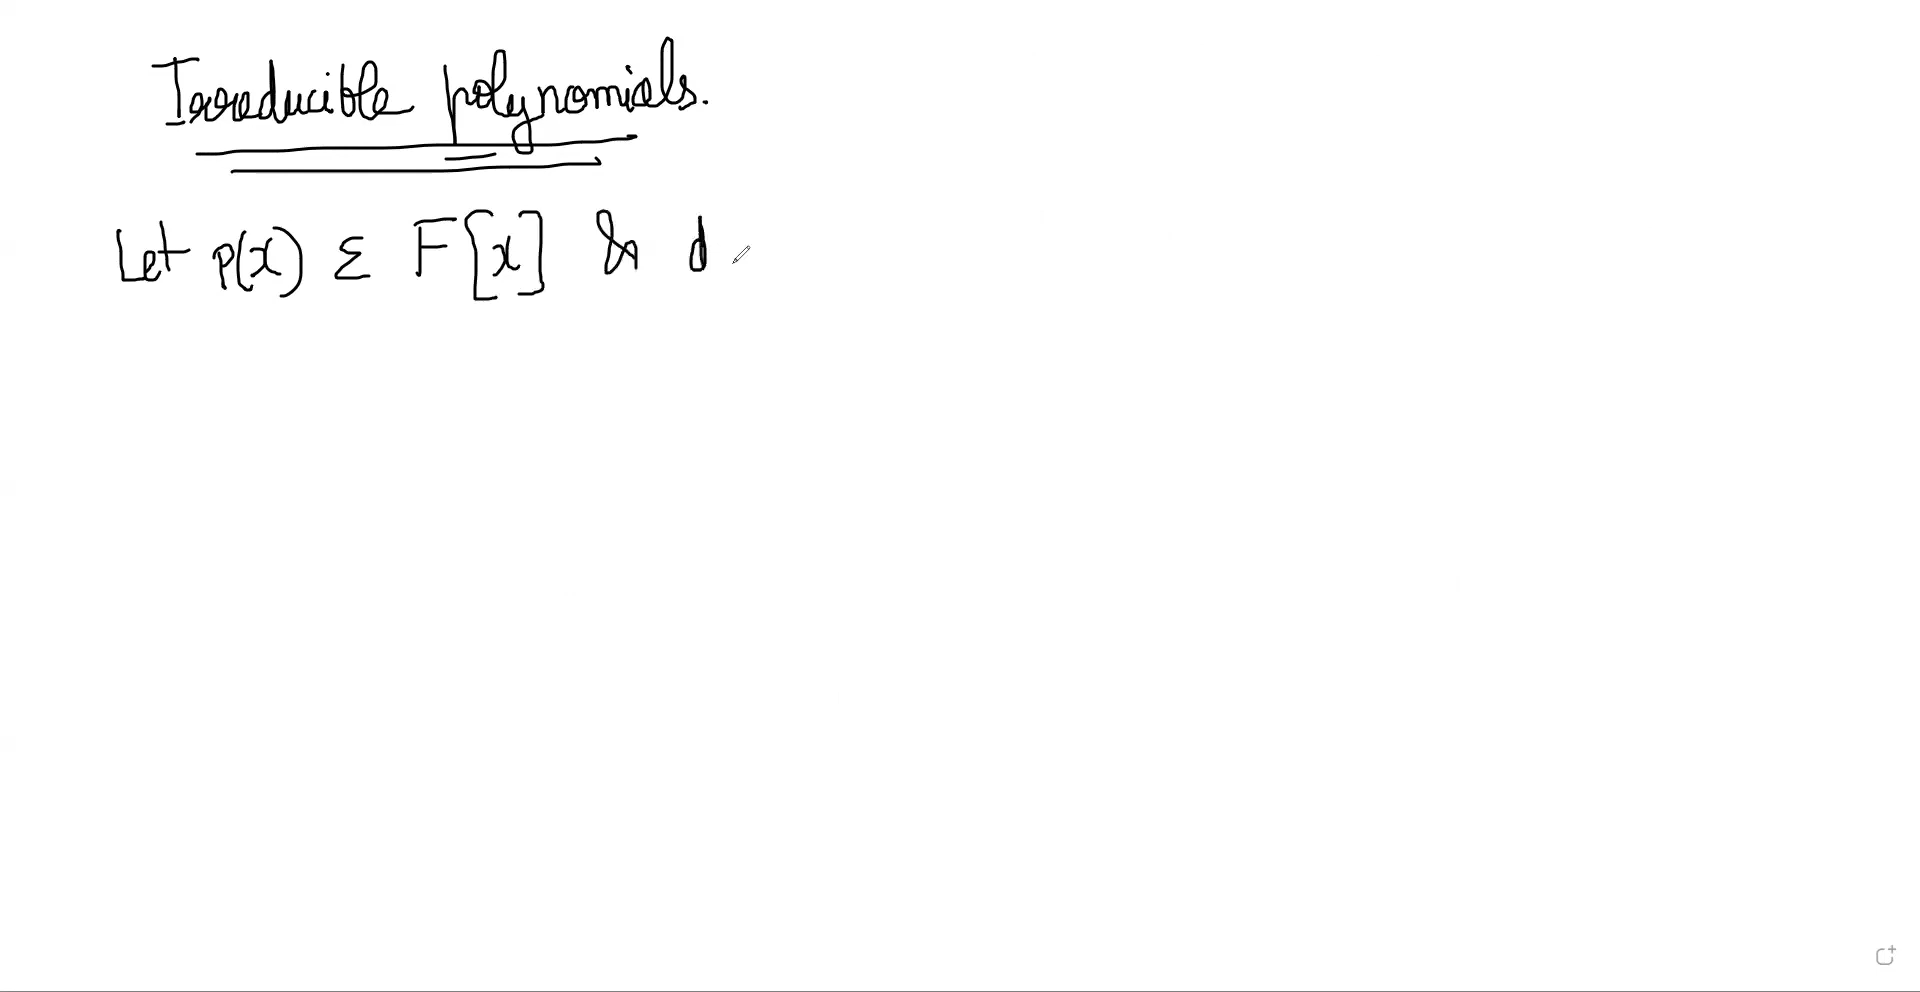 Irreducible polynomials.
Let p(x) ∈ F[x] & d